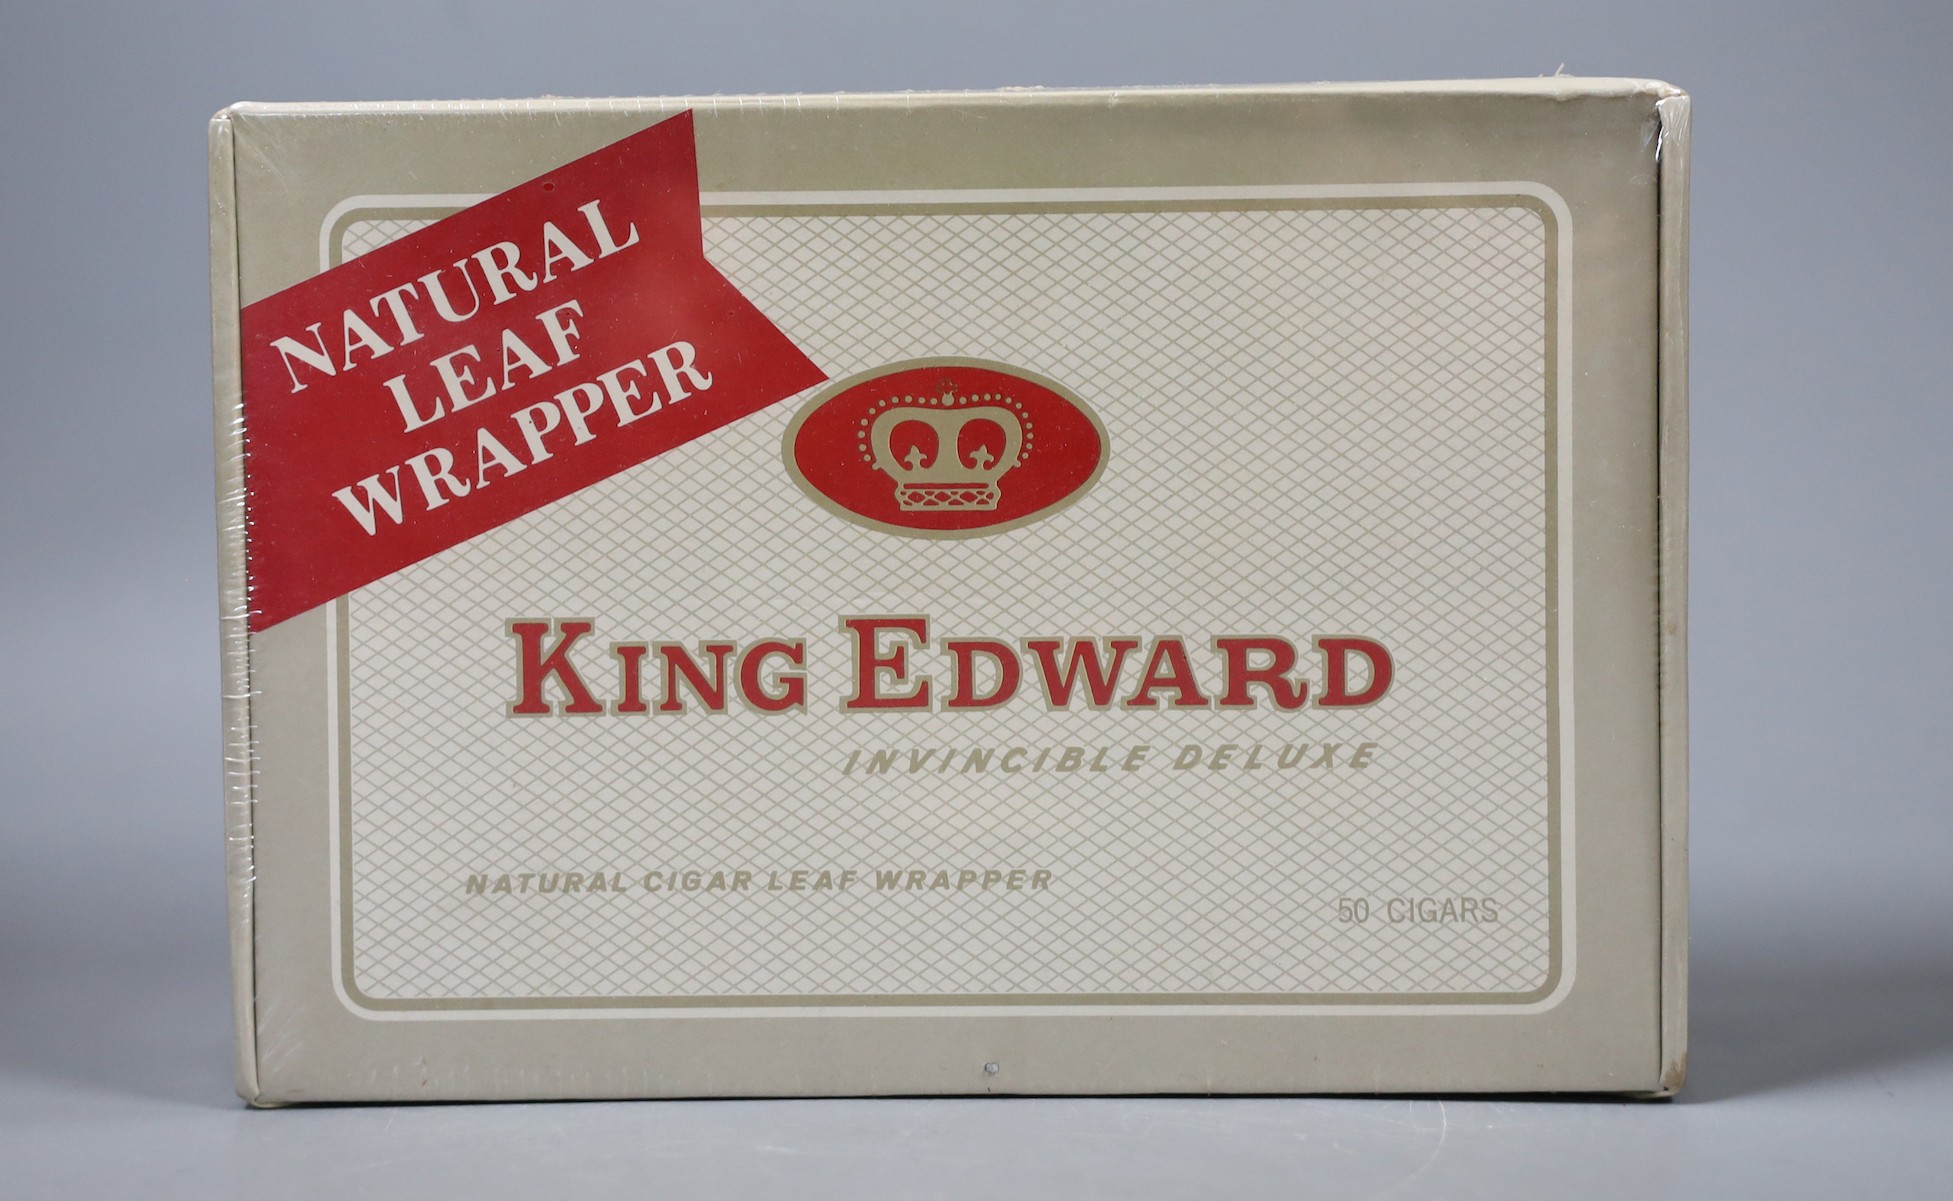 NATURAL
LEAF
WRAPPER
KING EDWARD
INVINCIBLE DELUXE
NATURAL CIGAR LEAF WRAPPER
50 CIGARS